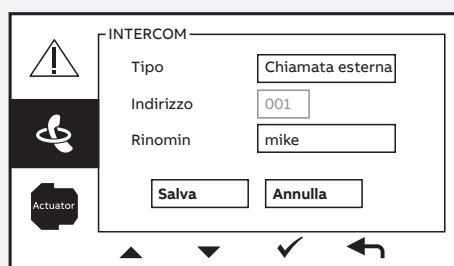 INTERCOM
Tipo Chiamata esterna
Indirizzo 001
Rinomin mike
Salva Annulla
Actuator